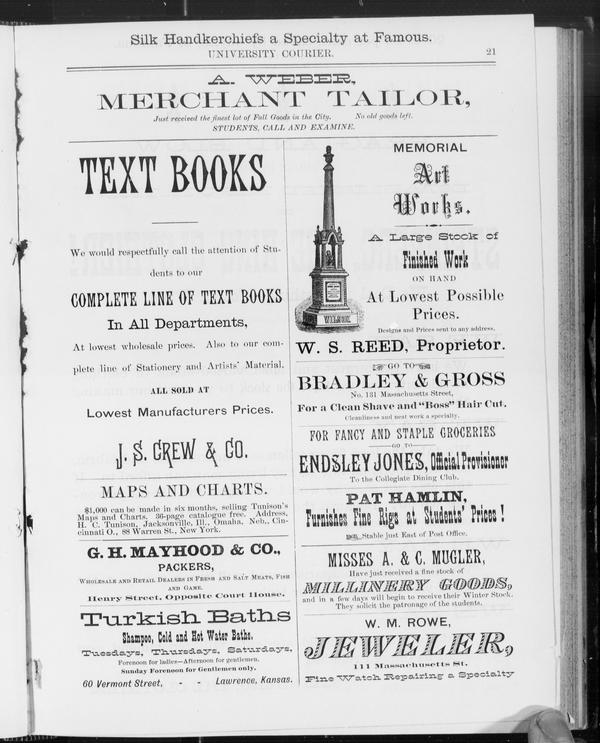 Silk Handkerchiefs a Specialty at Famous.
UNIVERSITY COURIER.
21
A. WEBER,
MERCHANT TAILOR,
Just received the finest lot of Fall Goods in the City. No old goods left.
STUDENTS, CALL AND EXAMINE.
TEXT BOOKS
We would respectfully call the attention of Stu-
dents to our
COMPLETE LINE OF TEXT BOOKS
In All Departments,
At lowest wholesale prices. Also to our com-
plete line of Stationery and Artists' Material.
ALL SOLD AT
Lowest Manufacturers Prices.
J. S. CREW & CO.
MAPS AND CHARTS.
$1,000 can be made in six months, selling Tunison's
Maps and Charts. 36-page catalogue free. Address,
H. C. Tunison, Jacksonville, Ill., Omaha, Neb., Cin-
cinnati O., 88 Warren St., New York.
G. H. MAYHOOD & CO.,
PACKERS,
WHOLESALE AND RETAIL DEALERS IN FRESH AND SALT MEATS, FISH
AND GAME.
Henry Street, Opposite Court House.
Turkish Baths
Shampoo, Cold and Hot Water Baths.
Tuesdays, Thursdays, Saturdays,
Forenoon for ladies—Afternoon for gentlemen.
Sunday Forenoon for Gentlemen only.
60 Vermont Street, - - Lawrence, Kansas.
MEMORIAL
Art
Works.
A Large Stock of
Finished Work
ON HAND
At Lowest Possible
Prices.
Designs and Prices sent to any address.
WILDER
W. S. REED, Proprietor.
GO TO
BRADLEY & GROSS
No. 131 Massachusetts Street,
For a Clean Shave and "Boss" Hair Cut.
Cleanliness and neat work a specialty.
FOR FANCY AND STAPLE GROCERIES
GO TO
ENDSLEY JONES, Official Provisioner
To the Collegiate Dining Club.
PAT HAMLIN,
Furnishes Fine Rigs at Students' Prices!
Stable just East of Post Office.
MISSES A. & C. MUGLER,
Have just received a fine stock of
MILLINERY GOODS,
and in a few days will begin to receive their Winter Stock.
They solicit the patronage of the students.
W. M. ROWE,
JEWELER,
111 Massachusetts St.
Fine Watch Repairing a Specialty